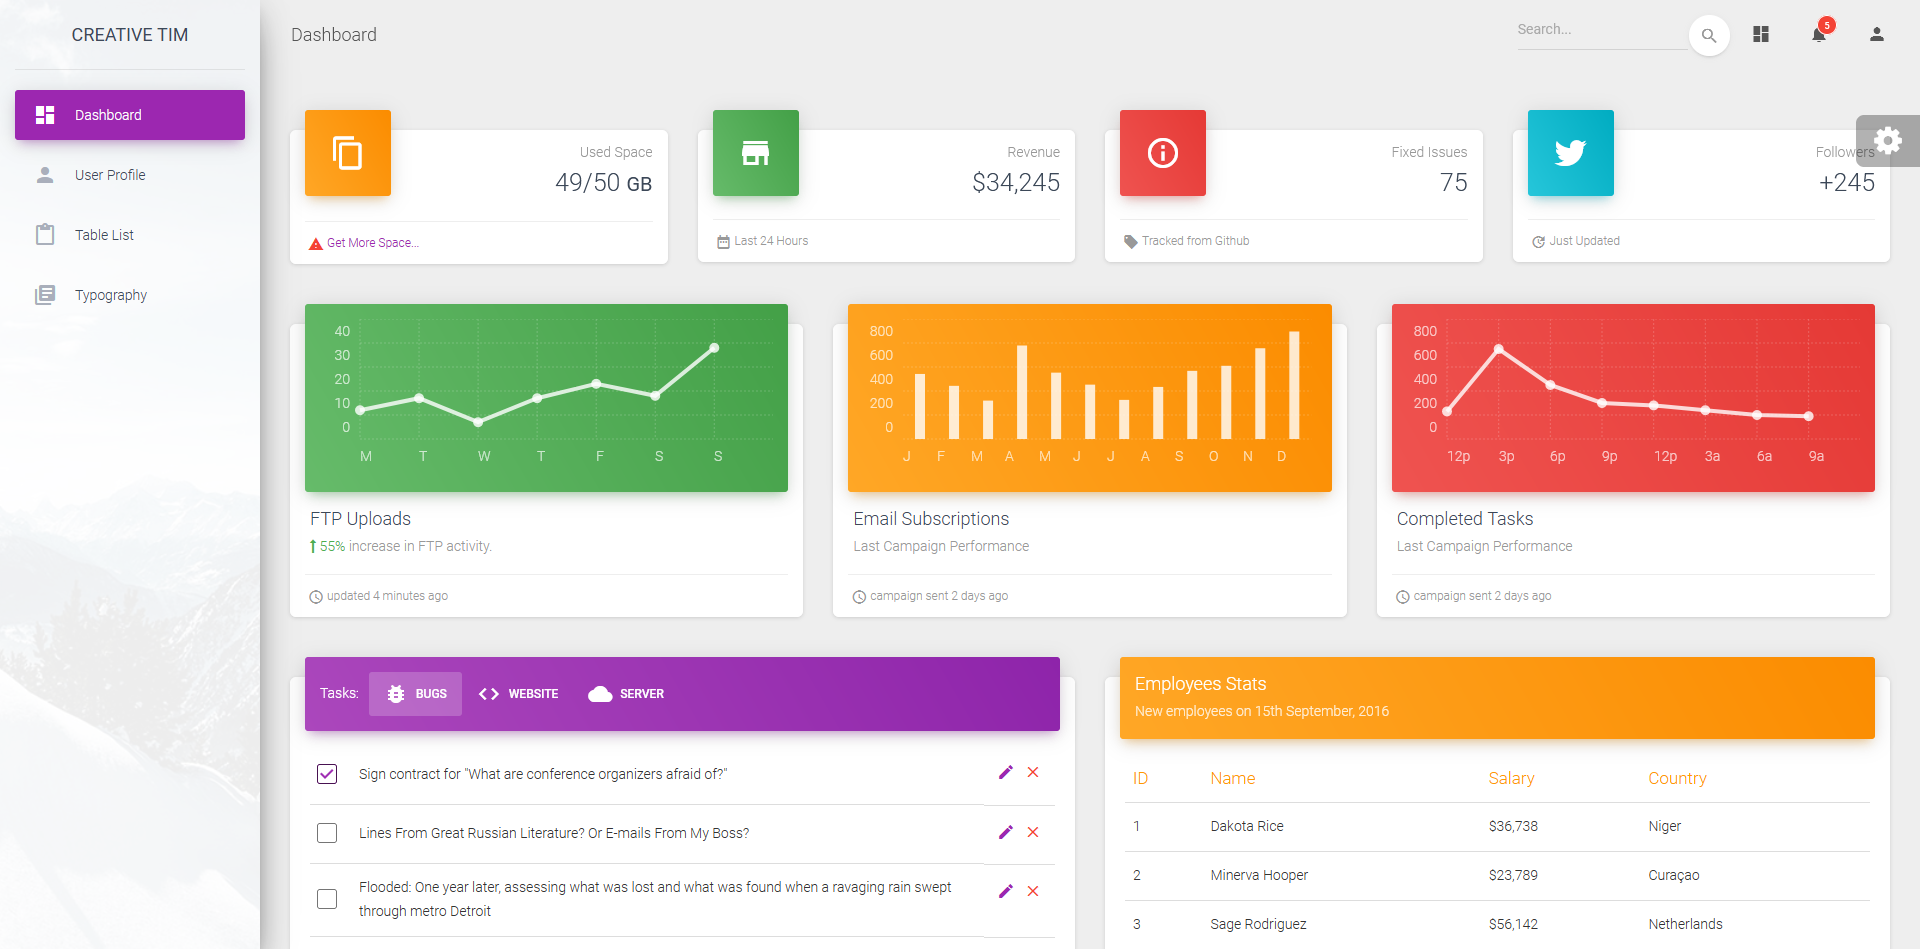 CREATIVE TIM
Dashboard
User Profile
Table List
Typography
Dashboard
Search...
5
Used Space
49/50 GB
Get More Space...
Revenue
$34,245
Last 24 Hours
Fixed Issues
75
Tracked from Github
Followers
+245
Just Updated
40
30
20
10
0
M T W T F S S
FTP Uploads
55% increase in FTP activity.
updated 4 minutes ago
800
600
400
200
0
J F M A M J J A S O N D
Email Subscriptions
Last Campaign Performance
campaign sent 2 days ago
800
600
400
200
0
12p 3p 6p 9p 12p 3a 6a 9a
Completed Tasks
Last Campaign Performance
campaign sent 2 days ago
Tasks: BUGS WEBSITE SERVER
Sign contract for "What are conference organizers afraid of?"
Lines From Great Russian Literature? Or E-mails From My Boss?
Flooded: One year later, assessing what was lost and what was found when a ravaging rain swept
through metro Detroit
Employees Stats
New employees on 15th September, 2016
ID Name Salary Country
1 Dakota Rice $36,738 Niger
2 Minerva Hooper $23,789 Curaçao
3 Sage Rodriguez $56,142 Netherlands